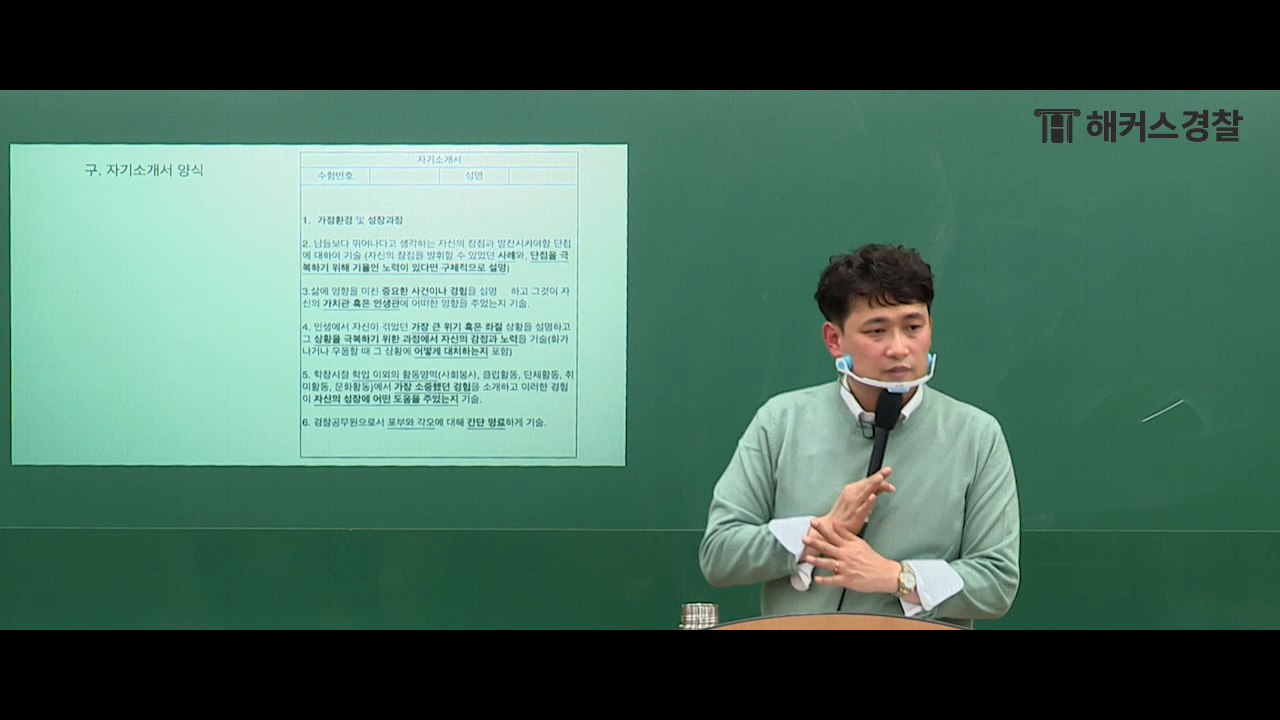 해커스경찰
구. 자기소개서 양식
자기소개서
수험번호 성명
1. 가정환경 및 성장과정
2. 남들보다 뛰어나다고 생각하는 자신의 장점과 발전시켜야할 단점
에 대하여 기술 (자신의 장점을 발휘할 수 있었던 사례와, 단점을 극
복하기 위해 기울인 노력이 있다면 구체적으로 설명)
3.삶에 영향을 미친 중요한 사건이나 경험을 설명 하고 그것이 자
신의 가치관 혹은 인생관에 어떠한 영향을 주었는지 기술.
4. 인생에서 자신이 겪었던 가장 큰 위기 혹은 좌절 상황을 설명하고
그 상황을 극복하기 위한 과정에서 자신의 감정과 노력을 기술(화가
나거나 우울할 때 그 상황에 어떻게 대처하는지 포함)
5. 학창시절 학업 이외의 활동영역(사회봉사, 클럽활동, 단체활동, 취
미활동, 문화활동)에서 가장 소중했던 경험을 소개하고 이러한 경험
이 자신의 성장에 어떤 도움을 주었는지 기술.
6. 경찰공무원으로서 포부와 각오에 대해 간단 명료하게 기술.